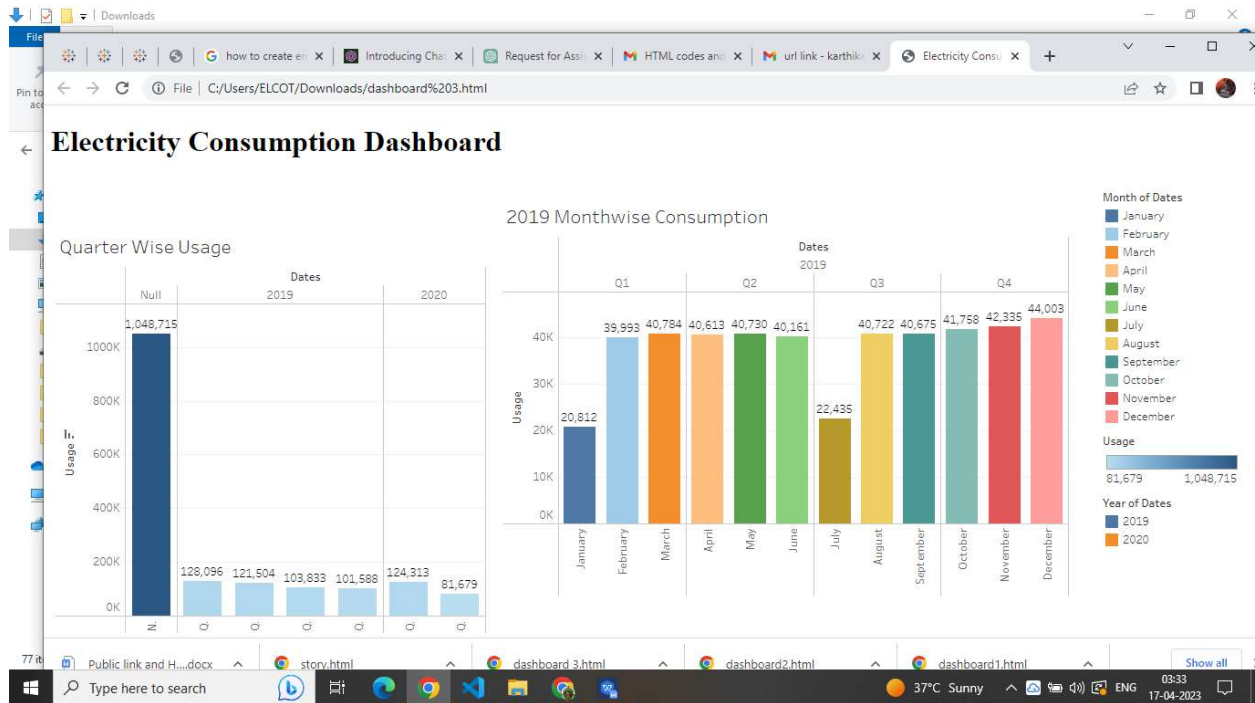 Downloads
File
how to create en
Introducing Cha
Request for Assis
HTML codes and
url link - karthik
Electricity Consu
Pin to
acc
File | C:/Users/ELCOT/Downloads/dashboard%203.html
Electricity Consumption Dashboard
Quarter Wise Usage
Dates
Null 2019 2020
1,048,715
1000K
800K
600K
400K
200K
0K
Usage
128,096 121,504 103,833 101,588 124,313 81,679
N. Q. Q. Q. Q. Q. Q.
2019 Monthwise Consumption
Dates
2019
Q1 Q2 Q3 Q4
40K
30K
20K
10K
0K
Usage
20,812 39,993 40,784 40,613 40,730 40,161 22,435 40,722 40,675 41,758 42,335 44,003
January February March April May June July August September October November December
Month of Dates
January
February
March
April
May
June
July
August
September
October
November
December
Usage
81,679 1,048,715
Year of Dates
2019
2020
77 it
Public link and H....docx
story.html
dashboard 3.html
dashboard2.html
dashboard1.html
Show all
Type here to search
37°C Sunny
ENG
03:33
17-04-2023